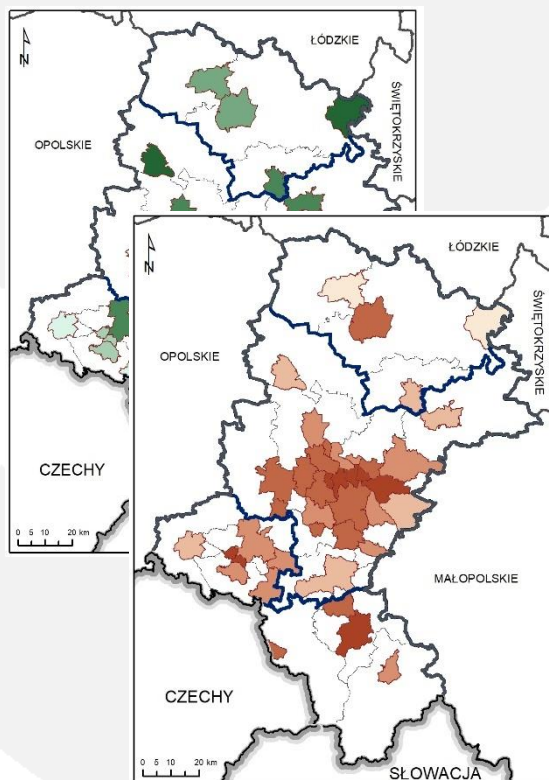 N
ŁÓDZKIE
ŚWIĘTOKRZYSKIE
OPOLSKIE
CZECHY
0 5 10 20 km
N
ŁÓDZKIE
ŚWIĘTOKRZYSKIE
OPOLSKIE
MAŁOPOLSKIE
CZECHY
0 5 10 20 km
SŁOWACJA